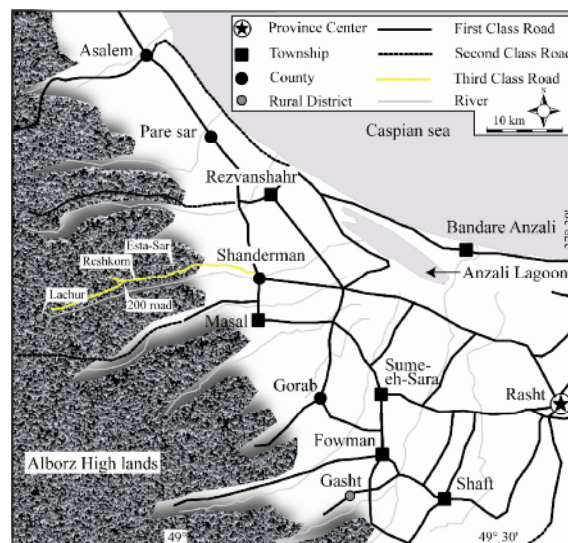 Province Center
First Class Road
Township
Second Class Road
County
Third Class Road
Rural District
River
N
10 km
Asalem
Caspian sea
Pare sar
Rezvanshahr
Bandare Anzali
Esta-Sar
Reshkom
Shanderman
Anzali Lagoon
Lachur
200 road
Masal
Sume-
eh-Sara
Gorab
Rasht
Fowman
Alborz High lands
Gasht
Shaft
49°
49° 30'